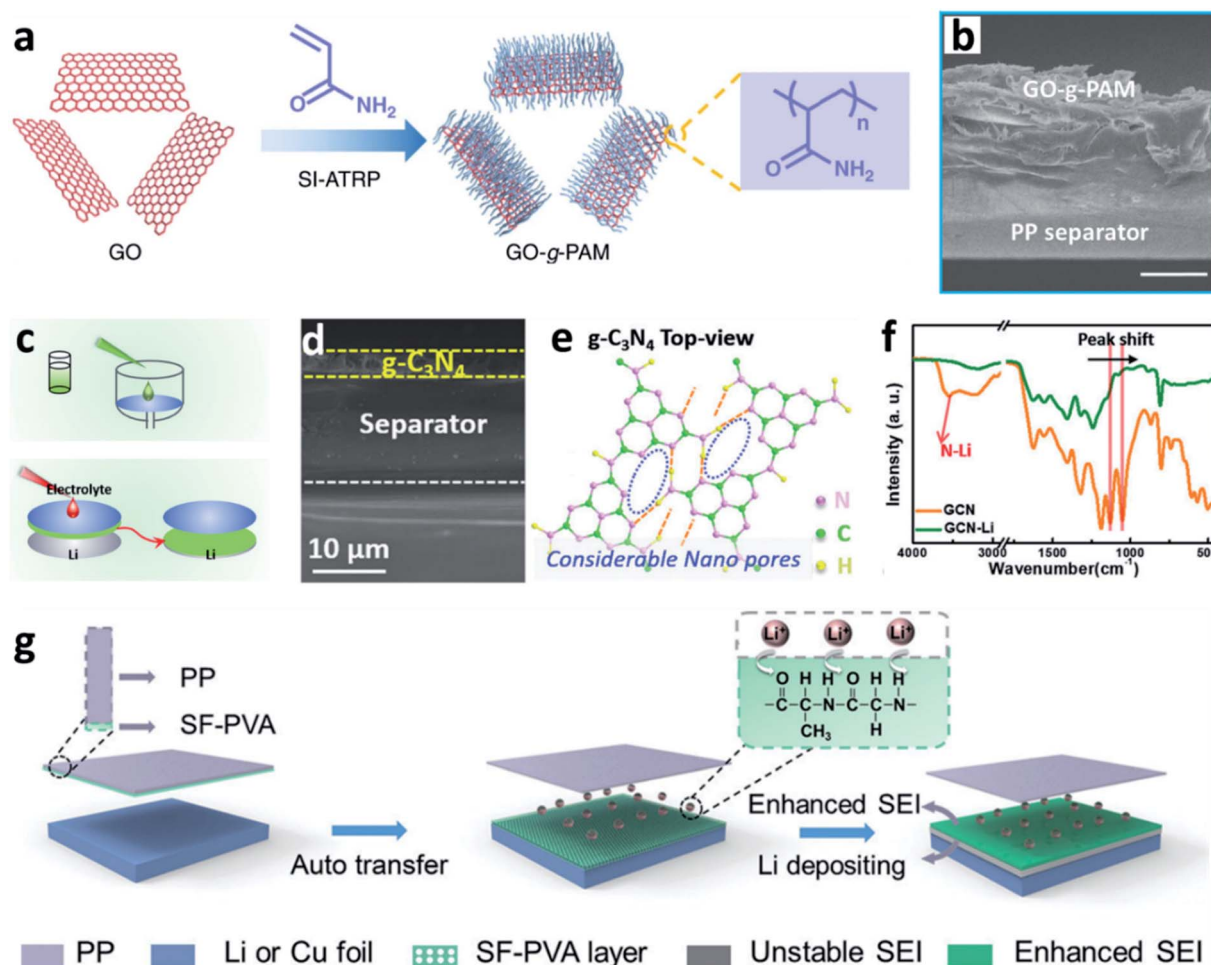 a
NH₂
O
SI-ATRP
GO
GO-g-PAM
n
O
NH₂
b
GO-g-PAM
PP separator
c
Electrolyte
Li
Li
d
g-C₃N₄
Separator
10 μm
e
g-C₃N₄ Top-view
N
C
H
Considerable Nano pores
f
Peak shift
N-Li
GCN
GCN-Li
Intensity (a. u.)
4000 3000 1500 1000 500
Wavenumber(cm⁻¹)
g
PP
SF-PVA
Li⁺ Li⁺ Li⁺
O H H O H H
-C-C-N-C-C-N-
CH₃ H
Auto transfer
Enhanced SEI
Li depositing
PP
Li or Cu foil
SF-PVA layer
Unstable SEI
Enhanced SEI